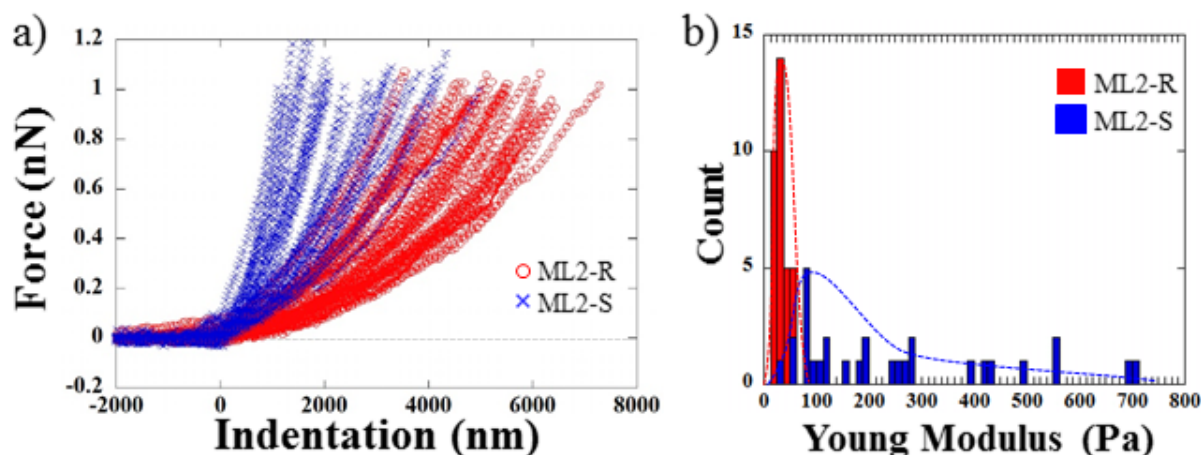 a)
Force (nN)
1.2
1
0.8
0.6
0.4
0.2
0
-0.2
ML2-R
ML2-S
-2000 0 2000 4000 6000 8000
Indentation (nm)
b)
Count
15
10
5
0
ML2-R
ML2-S
0 100 200 300 400 500 600 700 800
Young Modulus (Pa)